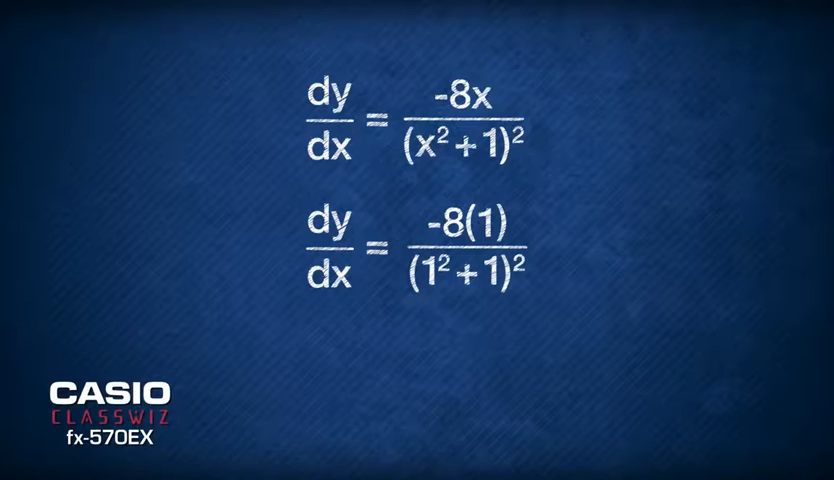 dy/dx = -8x/(x²+1)²
dy/dx = -8(1)/(1²+1)²
CASIO
CLASSWIZ
fx-570EX